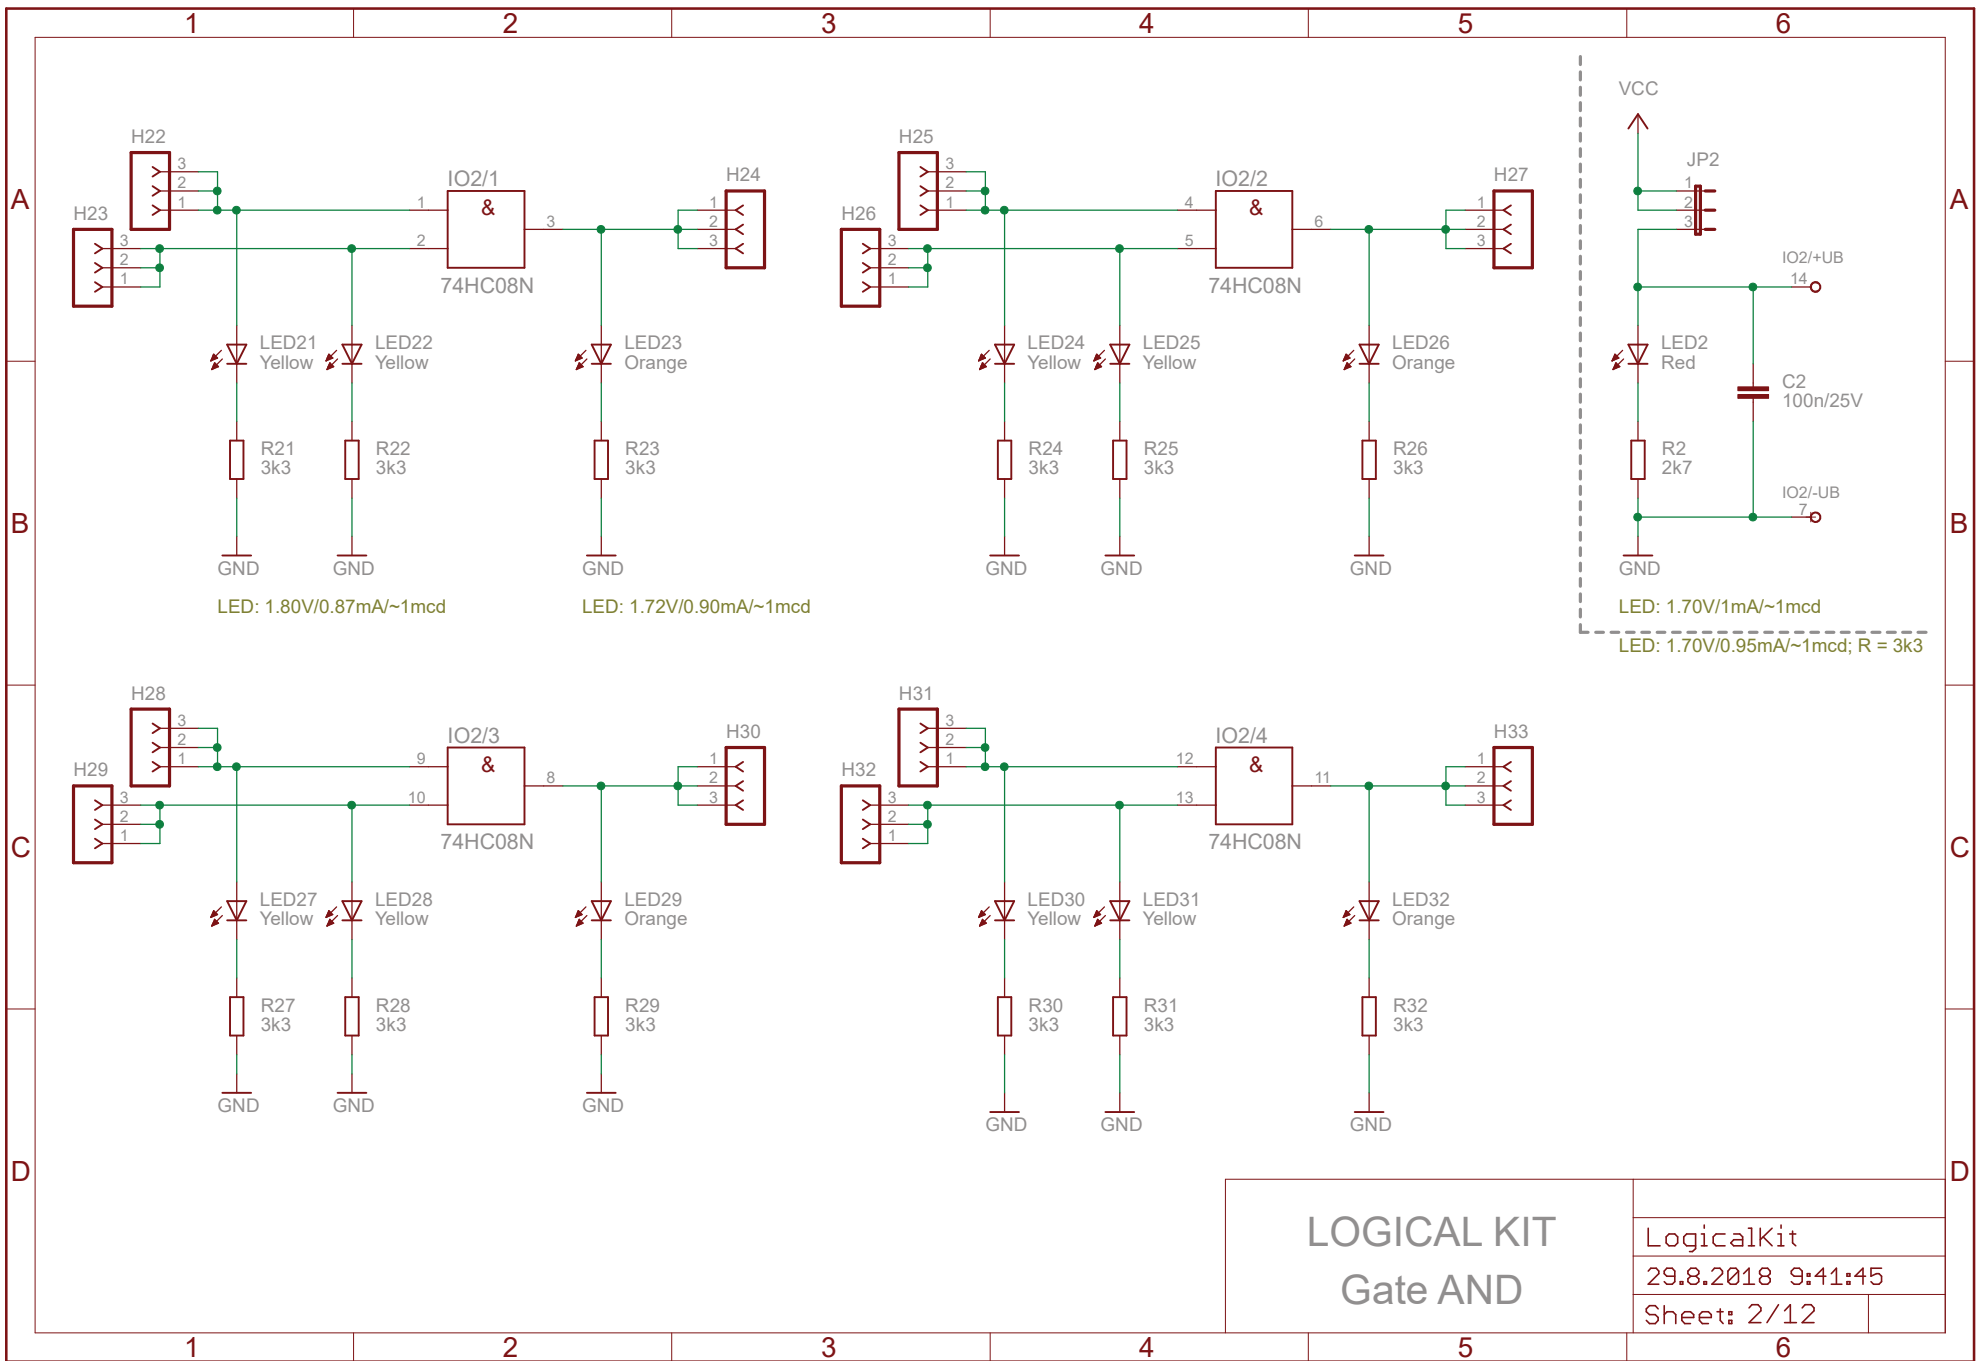 1 2 3 4 5 6
A A
B B
C C
D D
1 2 3 4 5 6
H22
3
2
1
H23
3
2
1
IO2/1
1
2
&
3
74HC08N
H24
1
2
3
LED21
Yellow
LED22
Yellow
LED23
Orange
R21
3k3
R22
3k3
R23
3k3
GND
GND
GND
LED: 1.80V/0.87mA/~1mcd
LED: 1.72V/0.90mA/~1mcd
H25
3
2
1
H26
3
2
1
IO2/2
4
5
&
6
74HC08N
H27
1
2
3
LED24
Yellow
LED25
Yellow
LED26
Orange
R24
3k3
R25
3k3
R26
3k3
GND
GND
GND
VCC
JP2
1
2
3
IO2/+UB
14
LED2
Red
C2
100n/25V
R2
2k7
IO2/-UB
7
GND
LED: 1.70V/1mA/~1mcd
LED: 1.70V/0.95mA/~1mcd; R = 3k3
H28
3
2
1
H29
3
2
1
IO2/3
9
10
&
8
74HC08N
H30
1
2
3
LED27
Yellow
LED28
Yellow
LED29
Orange
R27
3k3
R28
3k3
R29
3k3
GND
GND
GND
H31
3
2
1
H32
3
2
1
IO2/4
12
13
&
11
74HC08N
H33
1
2
3
LED30
Yellow
LED31
Yellow
LED32
Orange
R30
3k3
R31
3k3
R32
3k3
GND
GND
GND
LOGICAL KIT
Gate AND
LogicalKit
29.8.2018 9:41:45
Sheet: 2/12